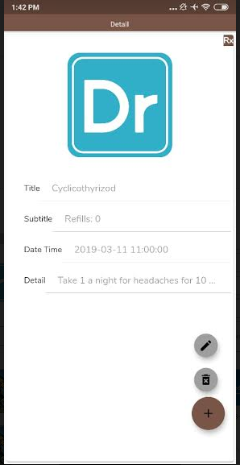 1:42 PM
Detail
Rx
Dr
Title Cyclicothyrizod
Subtitle Refills: 0
Date Time 2019-03-11 11:00:00
Detail Take 1 a night for headaches for 10 ...